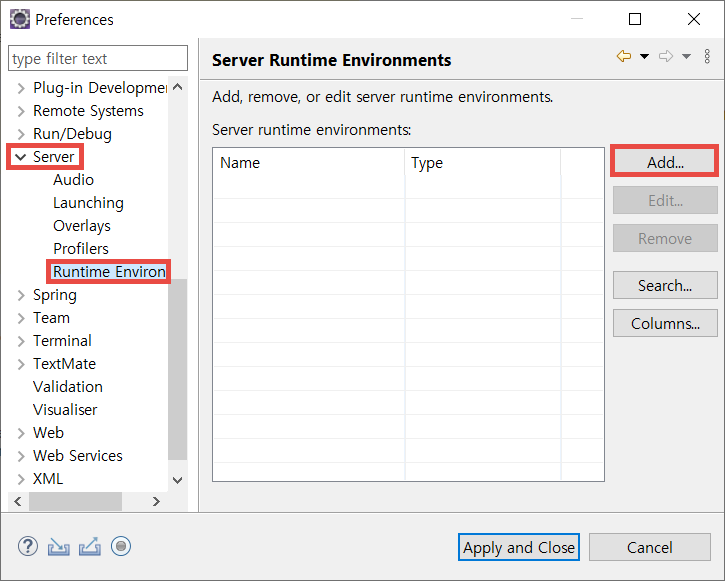 Preferences
type filter text
Plug-in Developmer
Remote Systems
Run/Debug
Server
Audio
Launching
Overlays
Profilers
Runtime Environ
Spring
Team
Terminal
TextMate
Validation
Visualiser
Web
Web Services
XML
Server Runtime Environments
Add, remove, or edit server runtime environments.
Server runtime environments:
Name Type
Add...
Edit...
Remove
Search...
Columns...
Apply and Close
Cancel